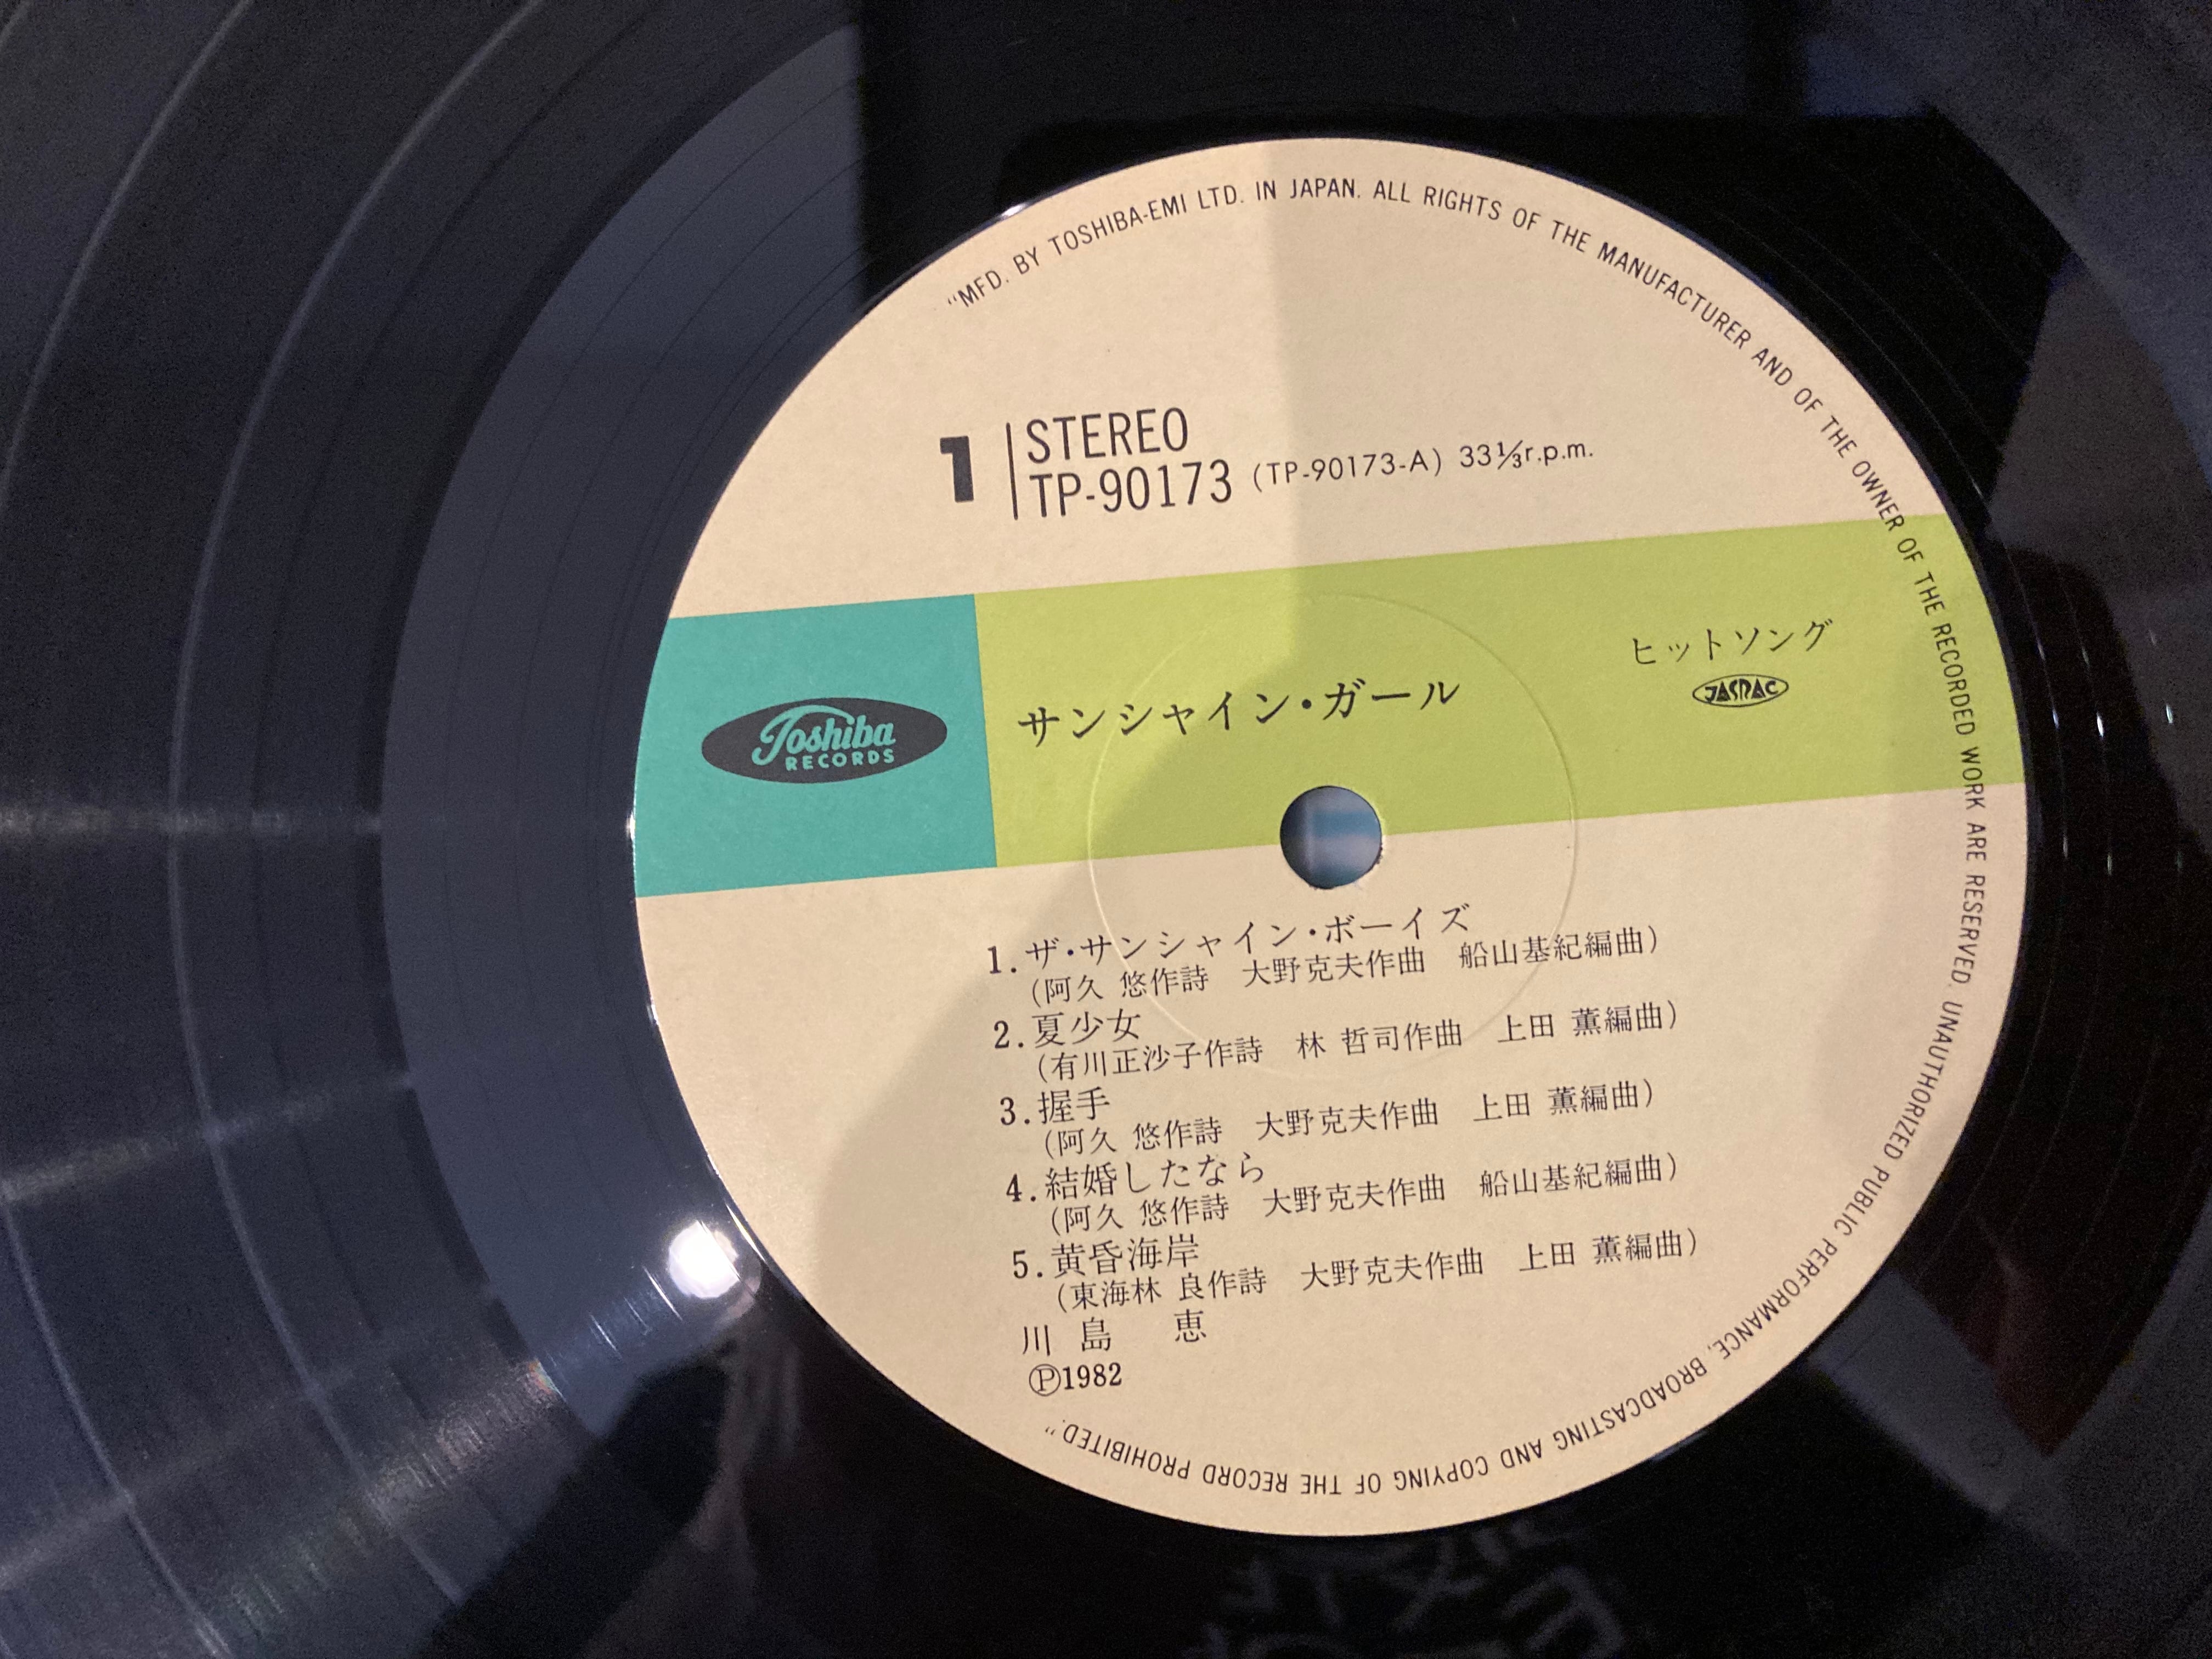 "MFD. BY TOSHIBA-EMI LTD. IN JAPAN. ALL RIGHTS OF THE MANUFACTURER AND OF THE OWNER OF THE RECORDED WORK ARE RESERVED. UNAUTHORIZED PUBLIC PERFORMANCE, BROADCASTING AND COPYING OF THE RECORD PROHIBITED."
1
STEREO
TP-90173 (TP-90173-A) 33⅓r.p.m.
ヒットソング
JASRAC
Toshiba
RECORDS
サンシャイン・ガール
1.ザ・サンシャイン・ボーイズ
(阿久 悠作詩 大野克夫作曲 船山基紀編曲)
2.夏少女
(有川正沙子作詩 林 哲司作曲 上田 薫編曲)
3.握手
(阿久 悠作詩 大野克夫作曲 上田 薫編曲)
4.結婚したなら
(阿久 悠作詩 大野克夫作曲 船山基紀編曲)
5.黄昏海岸
(東海林 良作詩 大野克夫作曲 上田 薫編曲)
川島 恵
Ⓟ1982